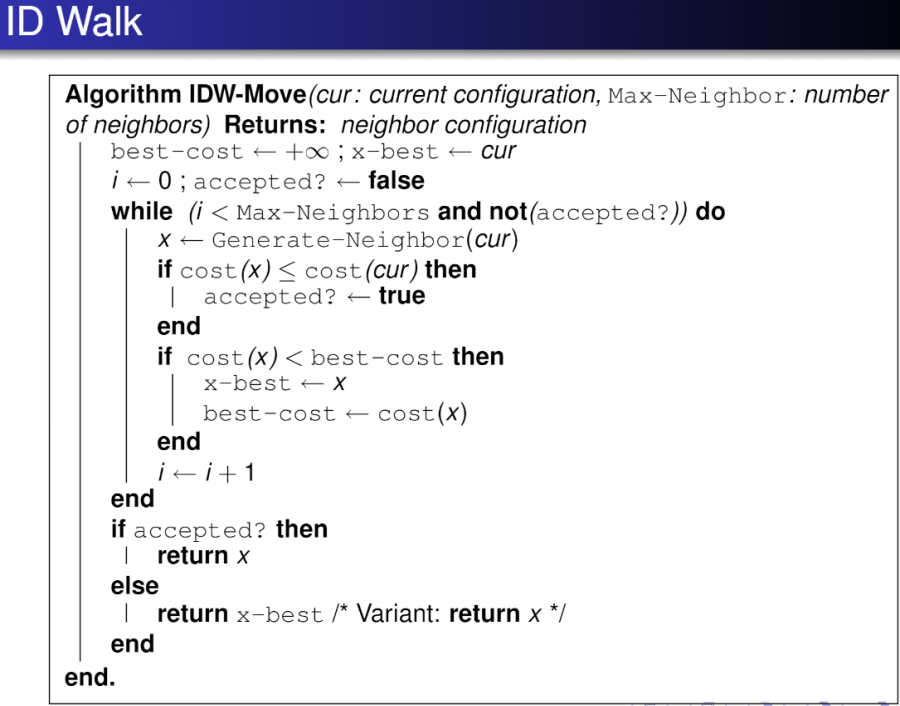 ID Walk
Algorithm IDW-Move(cur: current configuration, Max-Neighbor: number
of neighbors) Returns: neighbor configuration
best-cost ← +∞ ; x-best ← cur
i ← 0 ; accepted? ← false
while (i < Max-Neighbors and not(accepted?)) do
x ← Generate-Neighbor(cur)
if cost(x) ≤ cost(cur) then
accepted? ← true
end
if cost(x) < best-cost then
x-best ← x
best-cost ← cost(x)
end
i ← i + 1
end
if accepted? then
return x
else
return x-best /* Variant: return x */
end
end.